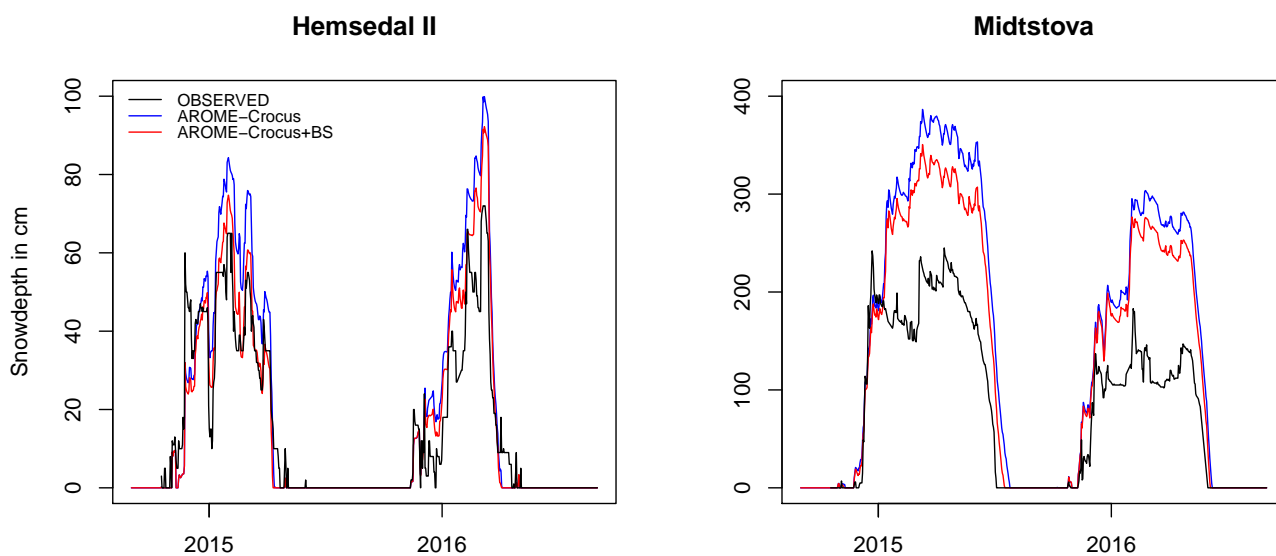 Hemsedal II
Midtstova
OBSERVED
AROME−Crocus
AROME−Crocus+BS
Snowdepth in cm
0
20
40
60
80
100
2015
2016
0
100
200
300
400
2015
2016